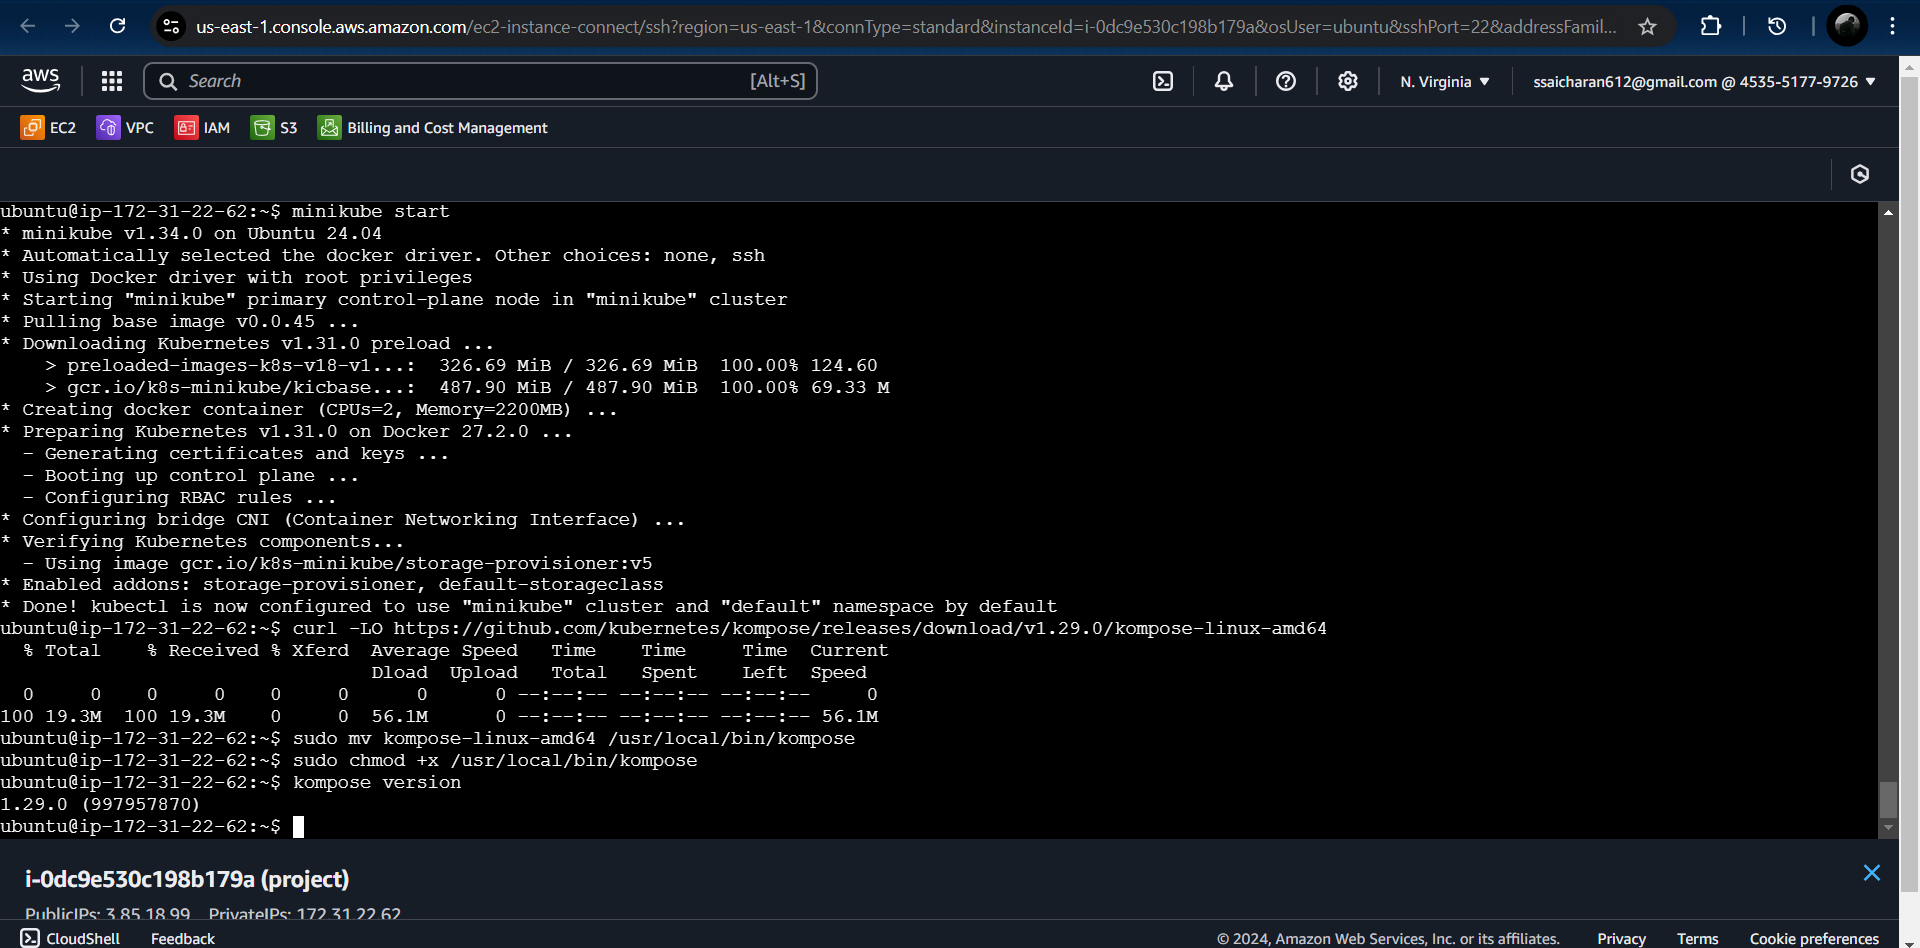 us-east-1.console.aws.amazon.com/ec2-instance-connect/ssh?region=us-east-1&connType=standard&instanceId=i-0dc9e530c198b179a&osUser=ubuntu&sshPort=22&addressFamil...
aws Search [Alt+S] N. Virginia ▼ ssaicharan612@gmail.com @ 4535-5177-9726 ▼
EC2 VPC IAM S3 Billing and Cost Management
ubuntu@ip-172-31-22-62:~$ minikube start
* minikube v1.34.0 on Ubuntu 24.04
* Automatically selected the docker driver. Other choices: none, ssh
* Using Docker driver with root privileges
* Starting "minikube" primary control-plane node in "minikube" cluster
* Pulling base image v0.0.45 ...
* Downloading Kubernetes v1.31.0 preload ...
    > preloaded-images-k8s-v18-v1...:  326.69 MiB / 326.69 MiB  100.00% 124.60
    > gcr.io/k8s-minikube/kicbase...:  487.90 MiB / 487.90 MiB  100.00% 69.33 M
* Creating docker container (CPUs=2, Memory=2200MB) ...
* Preparing Kubernetes v1.31.0 on Docker 27.2.0 ...
  - Generating certificates and keys ...
  - Booting up control plane ...
  - Configuring RBAC rules ...
* Configuring bridge CNI (Container Networking Interface) ...
* Verifying Kubernetes components...
  - Using image gcr.io/k8s-minikube/storage-provisioner:v5
* Enabled addons: storage-provisioner, default-storageclass
* Done! kubectl is now configured to use "minikube" cluster and "default" namespace by default
ubuntu@ip-172-31-22-62:~$ curl -LO https://github.com/kubernetes/kompose/releases/download/v1.29.0/kompose-linux-amd64
  % Total    % Received % Xferd  Average Speed   Time    Time     Time  Current
                                 Dload  Upload   Total   Spent    Left  Speed
  0     0    0     0    0     0      0      0 --:--:-- --:--:-- --:--:--     0
100 19.3M  100 19.3M    0     0  56.1M      0 --:--:-- --:--:-- --:--:-- 56.1M
ubuntu@ip-172-31-22-62:~$ sudo mv kompose-linux-amd64 /usr/local/bin/kompose
ubuntu@ip-172-31-22-62:~$ sudo chmod +x /usr/local/bin/kompose
ubuntu@ip-172-31-22-62:~$ kompose version
1.29.0 (997957870)
ubuntu@ip-172-31-22-62:~$
i-0dc9e530c198b179a (project)
PublicIPs: 3.85.18.99 PrivateIPs: 172.31.22.62
CloudShell Feedback © 2024, Amazon Web Services, Inc. or its affiliates. Privacy Terms Cookie preferences